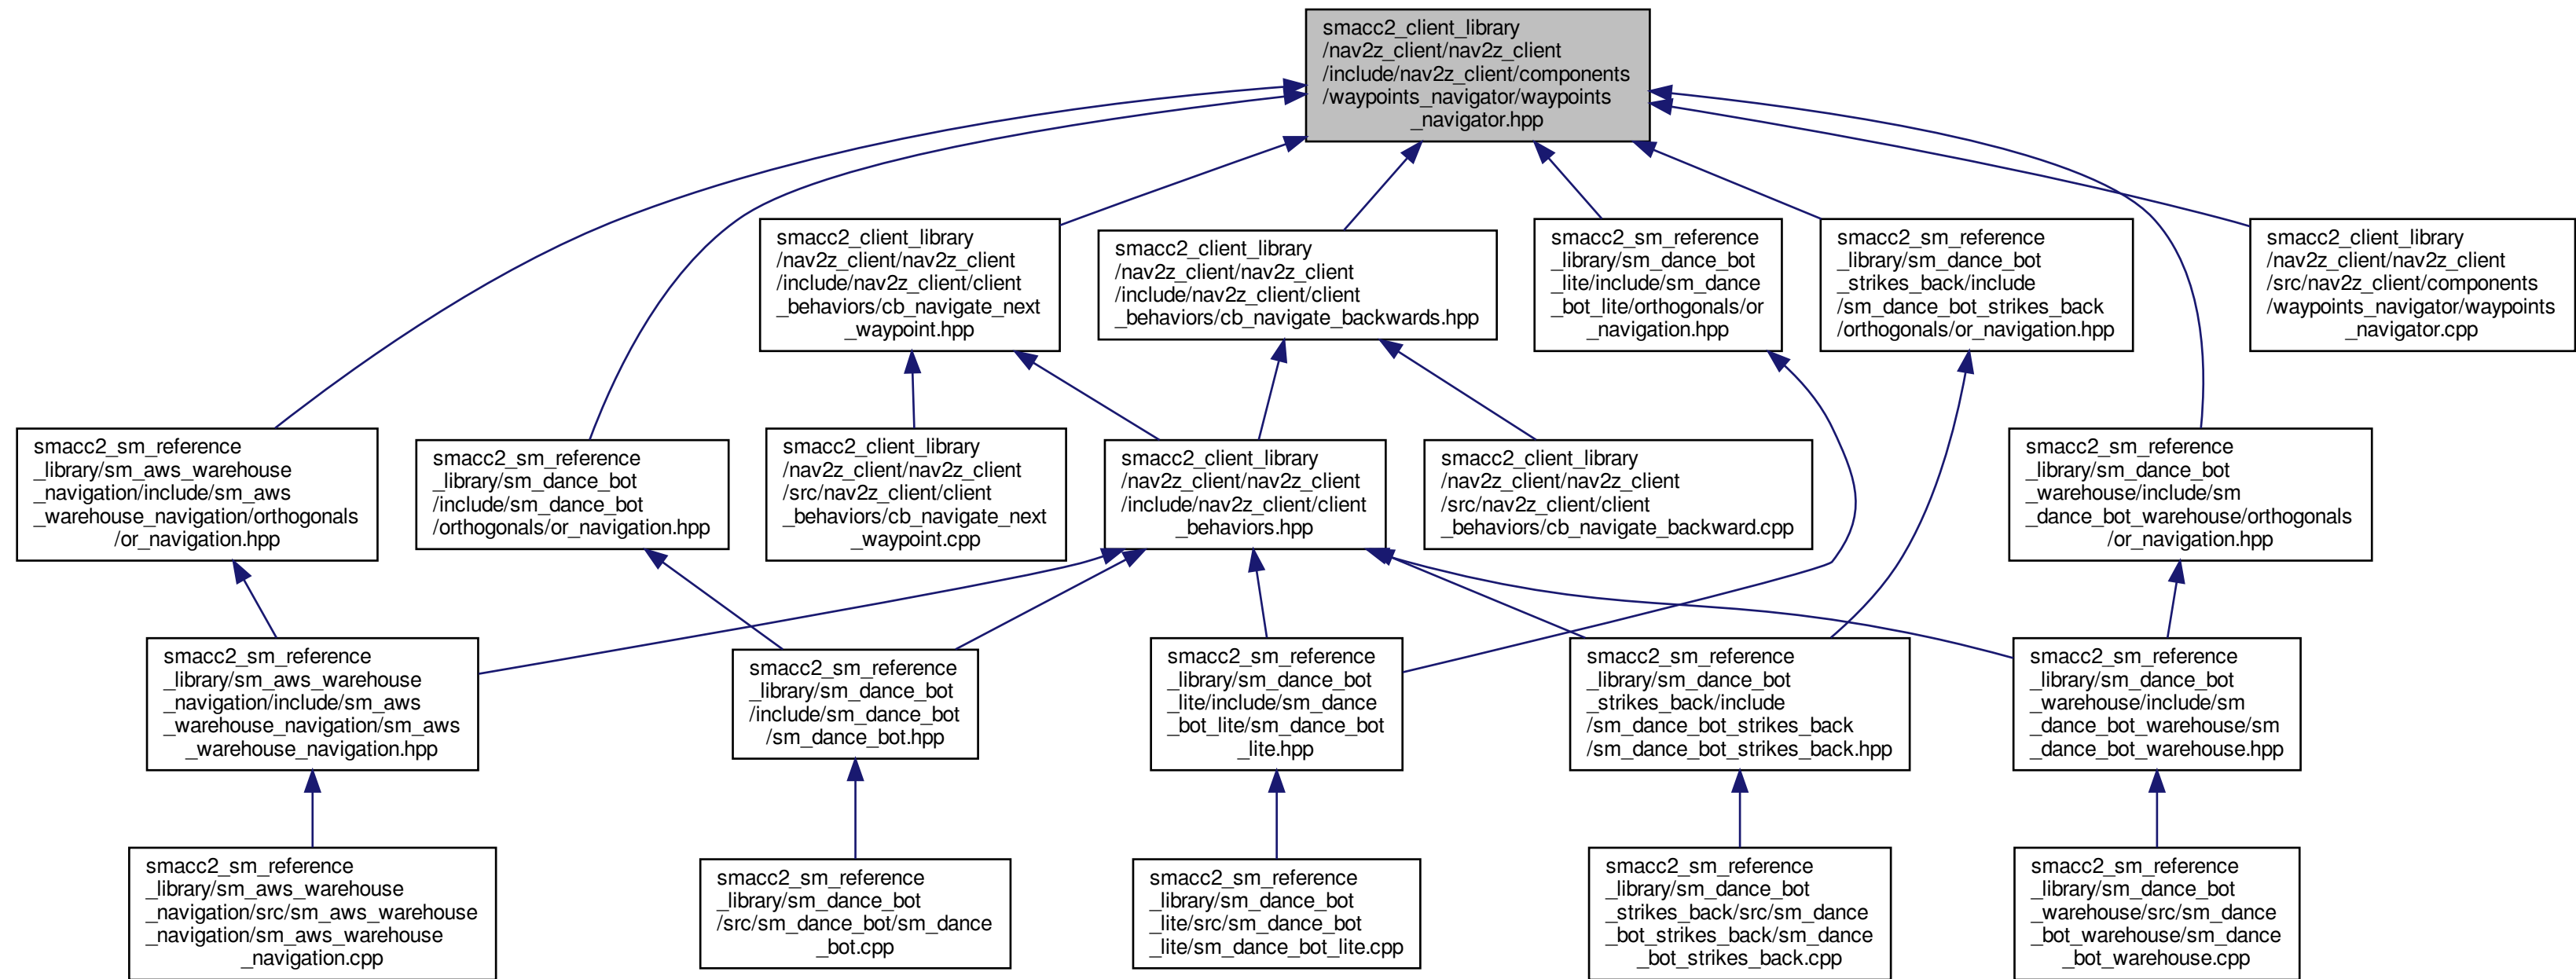 smacc2_client_library
/nav2z_client/nav2z_client
/include/nav2z_client/components
/waypoints_navigator/waypoints
_navigator.hpp
smacc2_client_library
/nav2z_client/nav2z_client
/include/nav2z_client/client
_behaviors/cb_navigate_next
_waypoint.hpp
smacc2_client_library
/nav2z_client/nav2z_client
/include/nav2z_client/client
_behaviors/cb_navigate_backwards.hpp
smacc2_sm_reference
_library/sm_dance_bot
_lite/include/sm_dance
_bot_lite/orthogonals/or
_navigation.hpp
smacc2_sm_reference
_library/sm_dance_bot
_strikes_back/include
/sm_dance_bot_strikes_back
/orthogonals/or_navigation.hpp
smacc2_client_library
/nav2z_client/nav2z_client
/src/nav2z_client/components
/waypoints_navigator/waypoints
_navigator.cpp
smacc2_sm_reference
_library/sm_aws_warehouse
_navigation/include/sm_aws
_warehouse_navigation/orthogonals
/or_navigation.hpp
smacc2_sm_reference
_library/sm_dance_bot
/include/sm_dance_bot
/orthogonals/or_navigation.hpp
smacc2_client_library
/nav2z_client/nav2z_client
/src/nav2z_client/client
_behaviors/cb_navigate_next
_waypoint.cpp
smacc2_client_library
/nav2z_client/nav2z_client
/include/nav2z_client/client
_behaviors.hpp
smacc2_client_library
/nav2z_client/nav2z_client
/src/nav2z_client/client
_behaviors/cb_navigate_backward.cpp
smacc2_sm_reference
_library/sm_dance_bot
_warehouse/include/sm
_dance_bot_warehouse/orthogonals
/or_navigation.hpp
smacc2_sm_reference
_library/sm_aws_warehouse
_navigation/include/sm_aws
_warehouse_navigation/sm_aws
_warehouse_navigation.hpp
smacc2_sm_reference
_library/sm_dance_bot
/include/sm_dance_bot
/sm_dance_bot.hpp
smacc2_sm_reference
_library/sm_dance_bot
_lite/include/sm_dance
_bot_lite/sm_dance_bot
_lite.hpp
smacc2_sm_reference
_library/sm_dance_bot
_strikes_back/include
/sm_dance_bot_strikes_back
/sm_dance_bot_strikes_back.hpp
smacc2_sm_reference
_library/sm_dance_bot
_warehouse/include/sm
_dance_bot_warehouse/sm
_dance_bot_warehouse.hpp
smacc2_sm_reference
_library/sm_aws_warehouse
_navigation/src/sm_aws_warehouse
_navigation/sm_aws_warehouse
_navigation.cpp
smacc2_sm_reference
_library/sm_dance_bot
/src/sm_dance_bot/sm_dance
_bot.cpp
smacc2_sm_reference
_library/sm_dance_bot
_lite/src/sm_dance_bot
_lite/sm_dance_bot_lite.cpp
smacc2_sm_reference
_library/sm_dance_bot
_strikes_back/src/sm_dance
_bot_strikes_back/sm_dance
_bot_strikes_back.cpp
smacc2_sm_reference
_library/sm_dance_bot
_warehouse/src/sm_dance
_bot_warehouse/sm_dance
_bot_warehouse.cpp